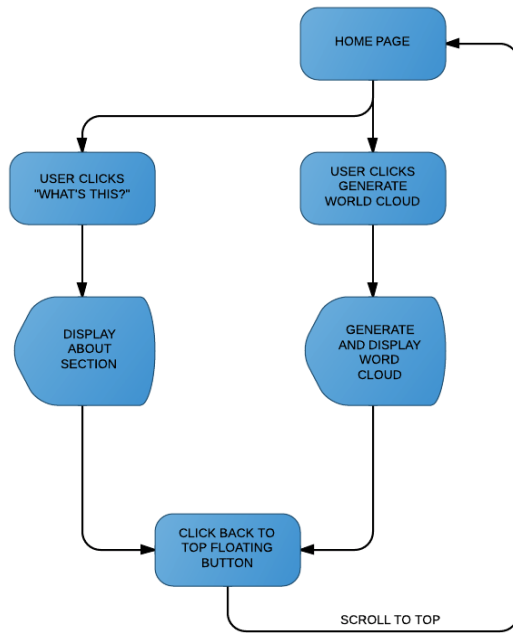 HOME PAGE
USER CLICKS
"WHAT'S THIS?"
USER CLICKS
GENERATE
WORLD CLOUD
DISPLAY
ABOUT
SECTION
GENERATE
AND DISPLAY
WORD
CLOUD
CLICK BACK TO
TOP FLOATING
BUTTON
SCROLL TO TOP